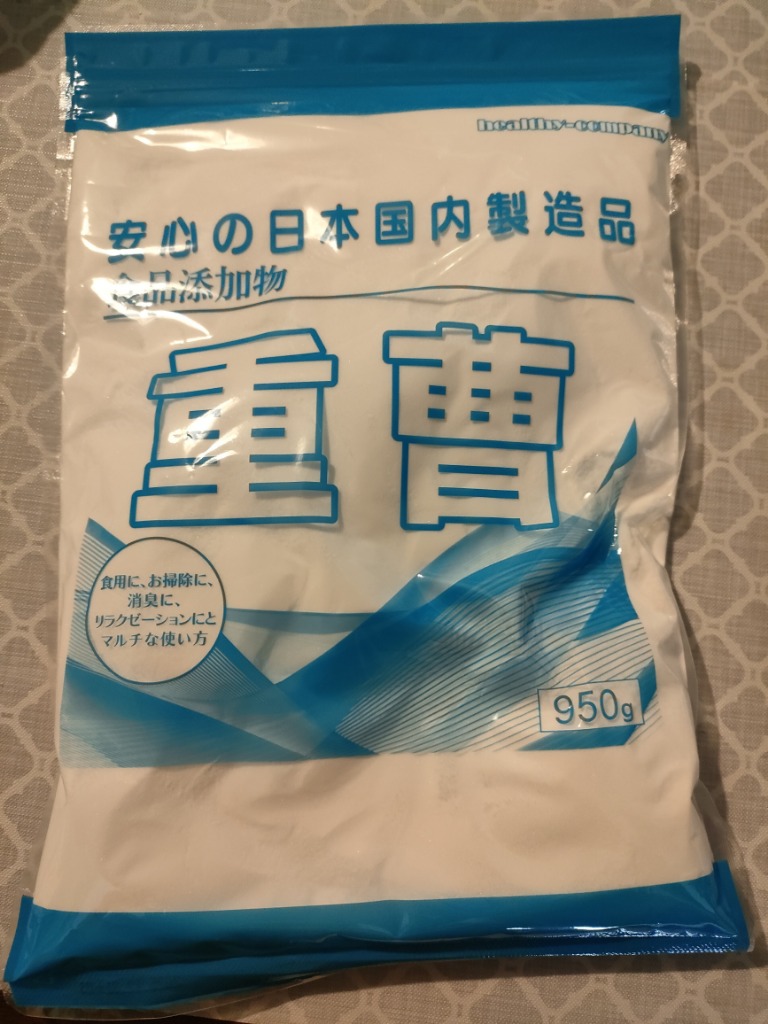 healthy-company
安心の日本国内製造品
食品添加物
重曹
食用に、お掃除に、
消臭に、
リラクゼーションにと
マルチな使い方
950g